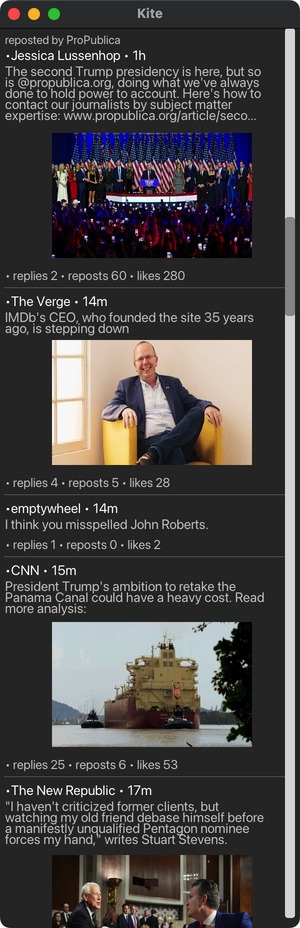 Kite
reposted by ProPublica
•Jessica Lussenhop • 1h
The second Trump presidency is here, but so
is @propublica.org, doing what we've always
done to hold power to account. Here's how to
contact our journalists by subject matter
expertise: www.propublica.org/article/seco...
• replies 2 • reposts 60 • likes 280
•The Verge • 14m
IMDb's CEO, who founded the site 35 years
ago, is stepping down
• replies 4 • reposts 5 • likes 28
•emptywheel • 14m
I think you misspelled John Roberts.
• replies 1 • reposts 0 • likes 2
•CNN • 15m
President Trump's ambition to retake the
Panama Canal could have a heavy cost. Read
more analysis:
• replies 25 • reposts 6 • likes 53
•The New Republic • 17m
"I haven't criticized former clients, but
watching my old friend debase himself before
a manifestly unqualified Pentagon nominee
forces my hand," writes Stuart Stevens.